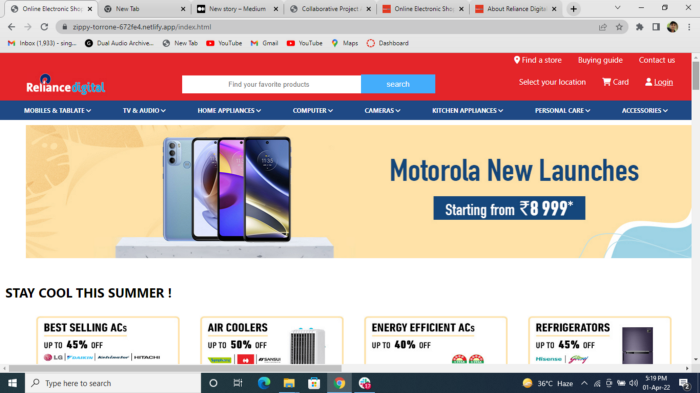 Online Electronic Shop
New Tab
New story – Medium
Collaborative Project
Online Electronic Shop
About Reliance Digital
zippy-torrone-672fe4.netlify.app/index.html
Inbox (1,933) - sing...
Dual Audio Archive...
New Tab
YouTube
Gmail
YouTube
Maps
Dashboard
Find a store
Buying guide
Contact us
Reliance digital
Find your favorite products
search
Select your location
Card
Login
MOBILES & TABLATE
TV & AUDIO
HOME APPLIANCES
COMPUTER
CAMERAS
KITCHEN APPLIANCES
PERSONAL CARE
ACCESSORIES
Motorola New Launches
Starting from ₹8 999*
STAY COOL THIS SUMMER !
BEST SELLING ACs
UP TO 45% OFF
LG
DAIKIN
HITACHI
AIR COOLERS
UP TO 50% OFF
SANSUI
ENERGY EFFICIENT ACs
UP TO 40% OFF
REFRIGERATORS
UP TO 45% OFF
Hisense
Godrej
Type here to search
36°C Haze
5:19 PM
01-Apr-22